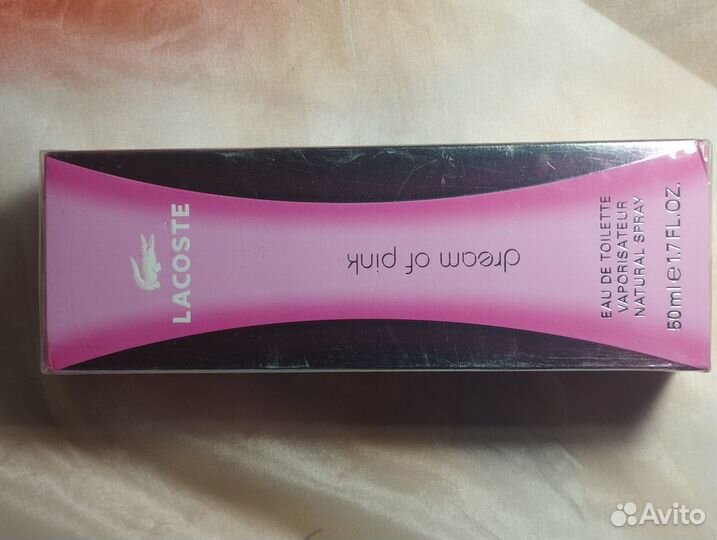 LACOSTE
dream of pink
EAU DE TOILETTE
VAPORISATEUR
NATURAL SPRAY
50 ml e 1.7 FL.OZ.
Avito